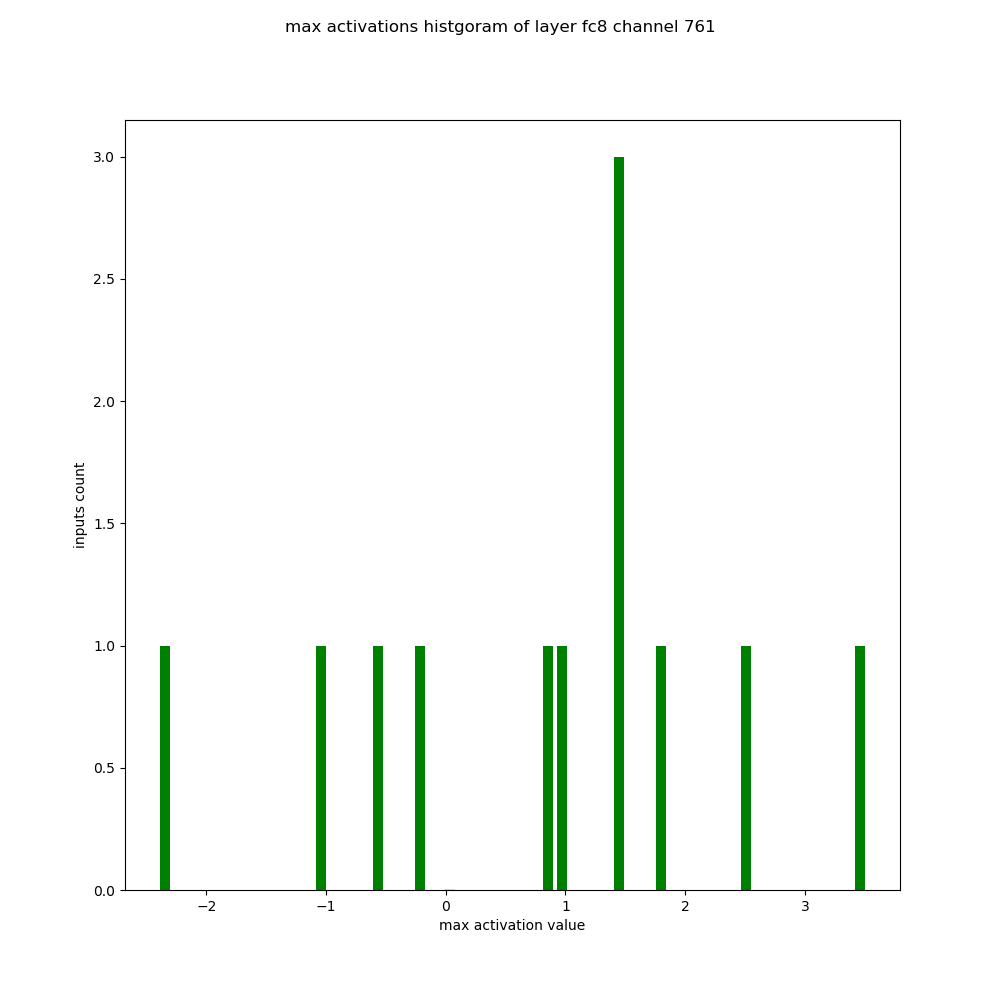 max activations histgoram of layer fc8 channel 761
3.0
2.5
2.0
1.5
1.0
0.5
0.0
inputs count
−2 −1 0 1 2 3
max activation value